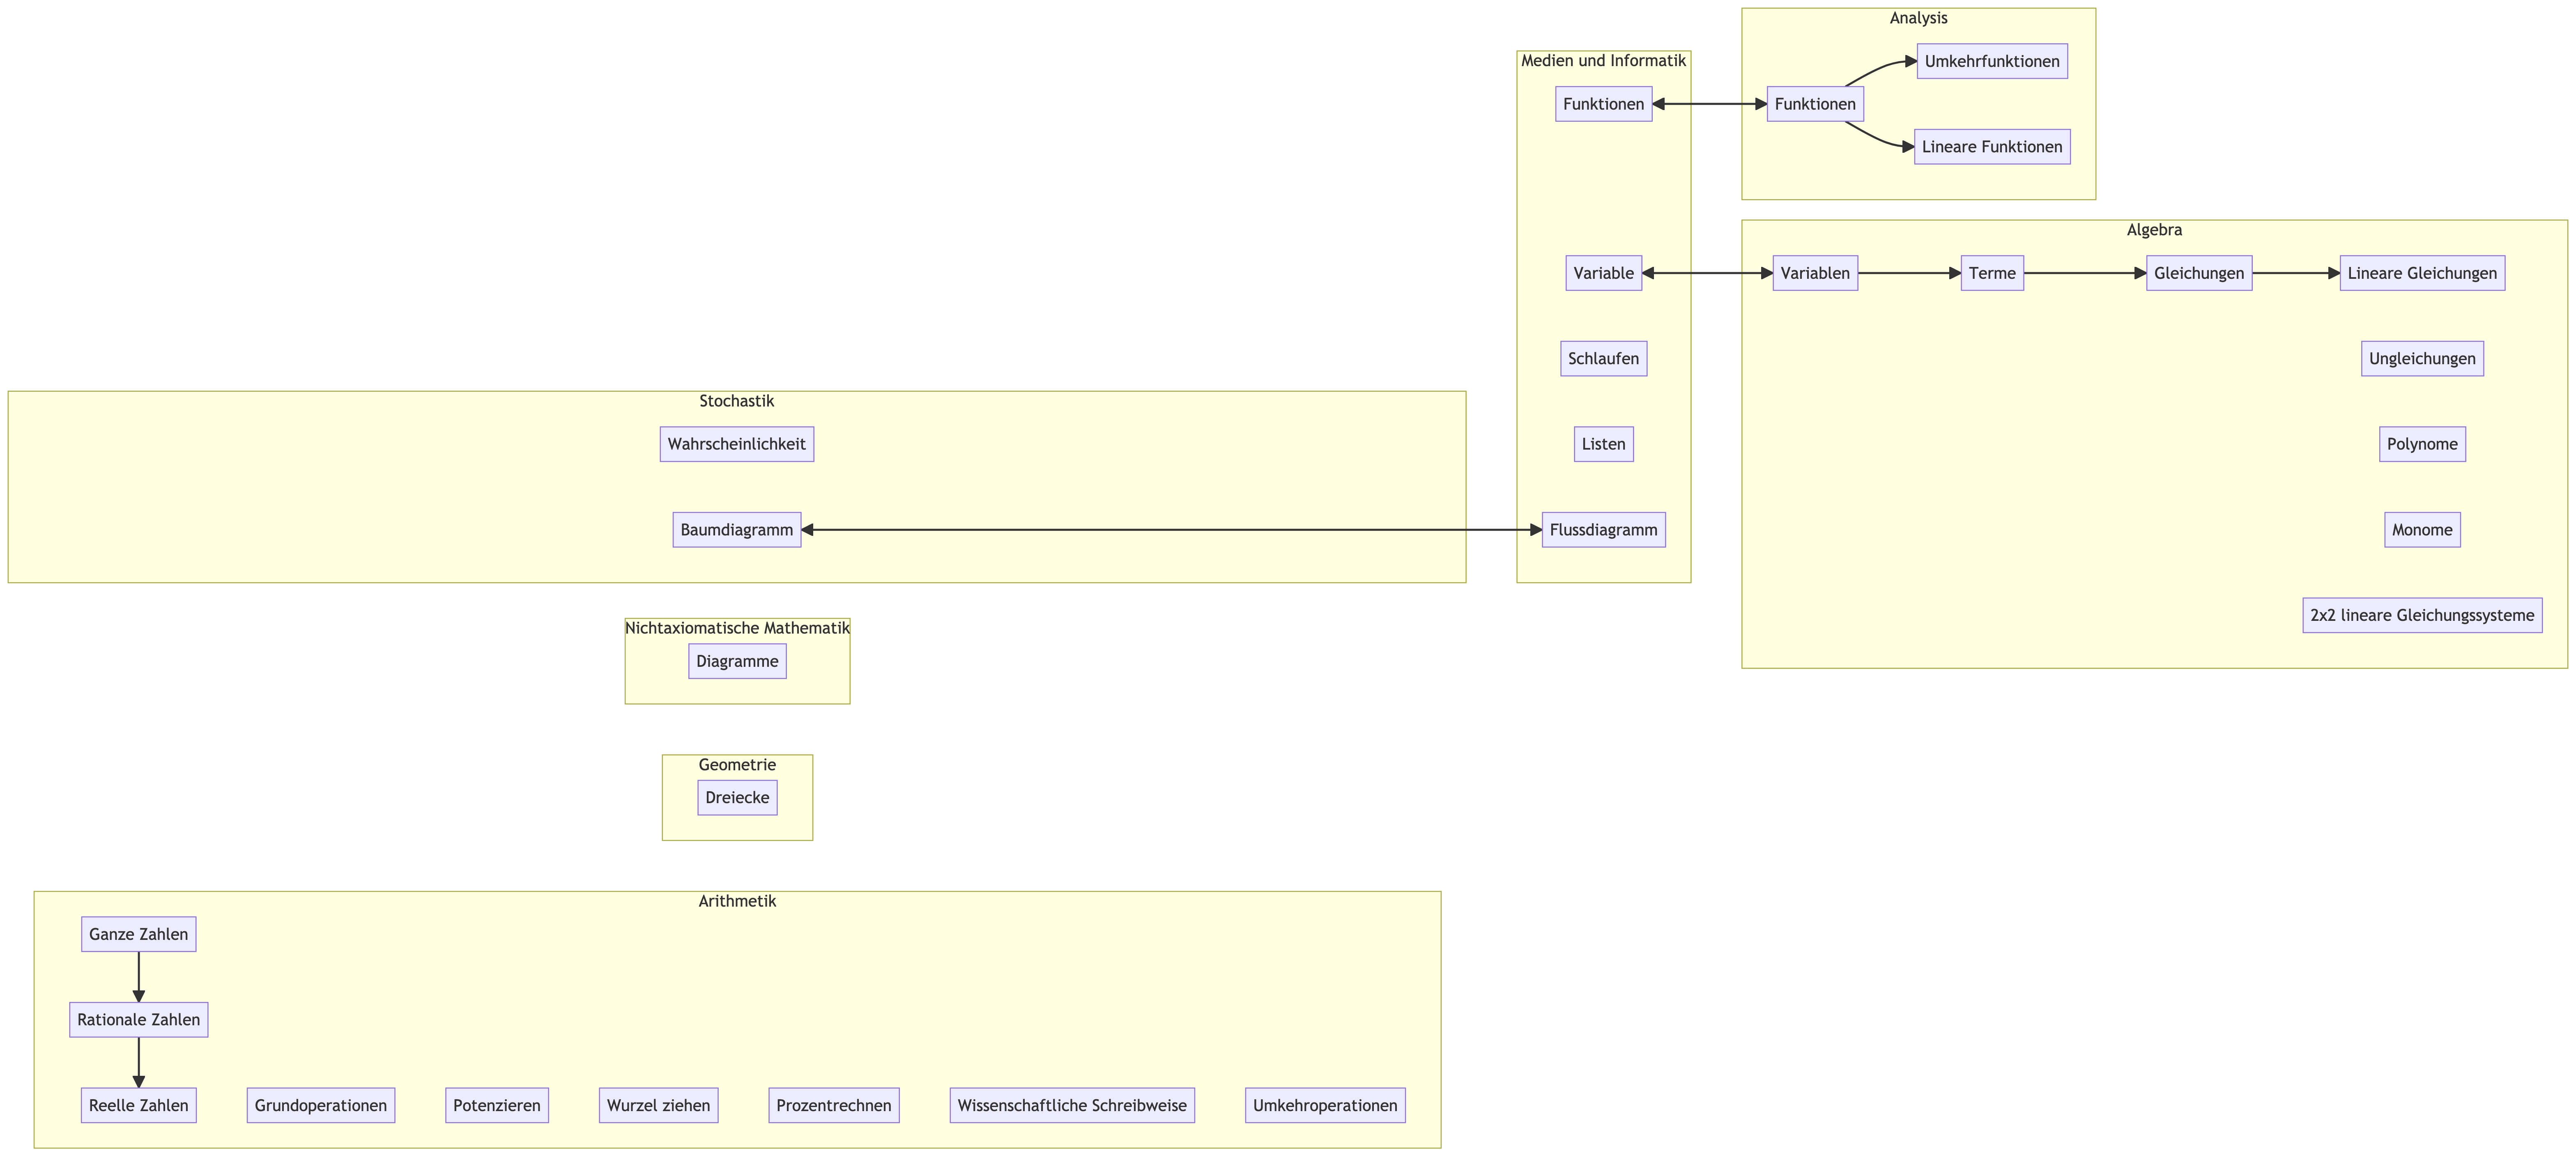 Analysis
Umkehrfunktionen
Funktionen
Lineare Funktionen
Medien und Informatik
Funktionen
Variable
Schlaufen
Listen
Flussdiagramm
Algebra
Variablen
Terme
Gleichungen
Lineare Gleichungen
Ungleichungen
Polynome
Monome
2x2 lineare Gleichungssysteme
Stochastik
Wahrscheinlichkeit
Baumdiagramm
Nichtaxiomatische Mathematik
Diagramme
Geometrie
Dreiecke
Arithmetik
Ganze Zahlen
Rationale Zahlen
Reelle Zahlen
Grundoperationen
Potenzieren
Wurzel ziehen
Prozentrechnen
Wissenschaftliche Schreibweise
Umkehroperationen